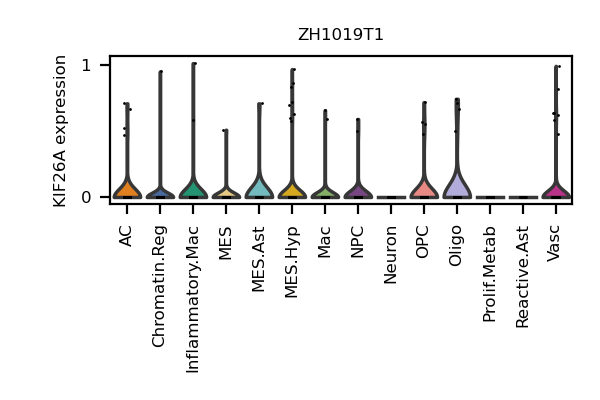 ZH1019T1
KIF26A expression
1
0
AC
Chromatin.Reg
Inflammatory.Mac
MES
MES.Ast
MES.Hyp
Mac
NPC
Neuron
OPC
Oligo
Prolif.Metab
Reactive.Ast
Vasc